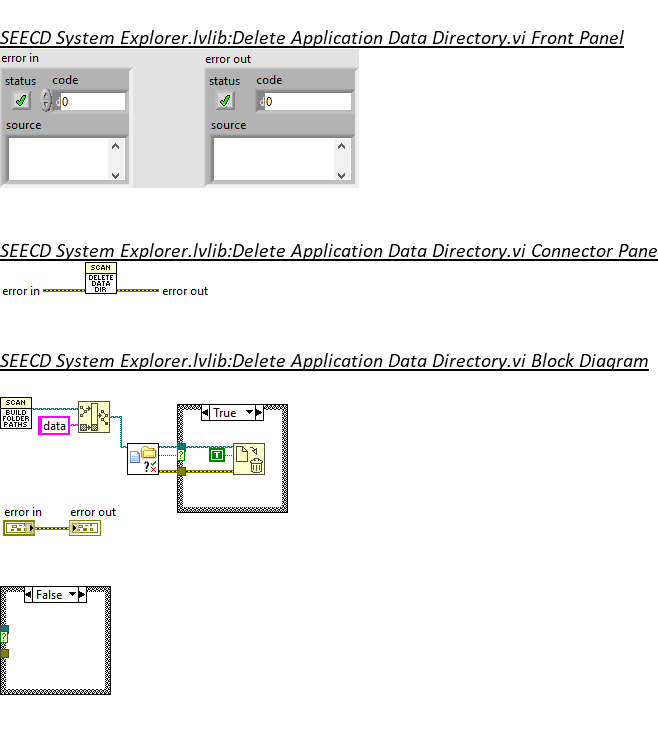 SEECD System Explorer.lvlib:Delete Application Data Directory.vi Front Panel
error in
error out
status code
status code
d 0
d 0
source
source
SEECD System Explorer.lvlib:Delete Application Data Directory.vi Connector Pane
SCAN
DELETE
DATA
DIR
error in
error out
SEECD System Explorer.lvlib:Delete Application Data Directory.vi Block Diagram
SCAN
BUILD
FOLDER
PATHS
data
True
?
?
T
error in
error out
False
?